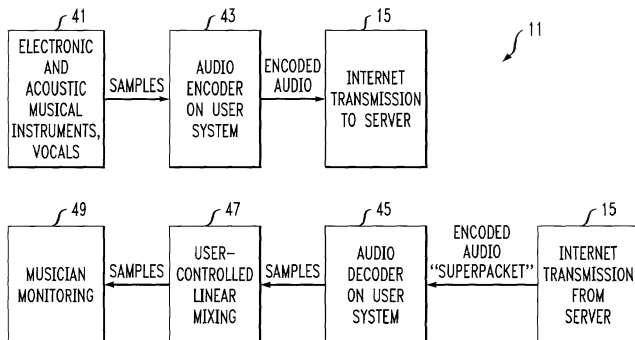 41
43
15
11
ELECTRONIC
AND
ACOUSTIC
MUSICAL
INSTRUMENTS,
VOCALS
SAMPLES
AUDIO
ENCODER
ON USER
SYSTEM
ENCODED
AUDIO
INTERNET
TRANSMISSION
TO SERVER
49
47
45
15
MUSICIAN
MONITORING
SAMPLES
USER-
CONTROLLED
LINEAR
MIXING
SAMPLES
AUDIO
DECODER
ON USER
SYSTEM
ENCODED
AUDIO
"SUPERPACKET"
INTERNET
TRANSMISSION
FROM
SERVER